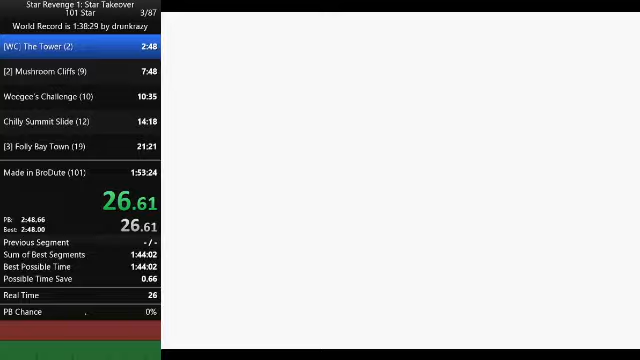 Star Revenge 1: Star Takeover
101 Star 3/87
World Record is 1:38:29 by drunkrazy
[WC] The Tower (2) 2:48
[2] Mushroom Cliffs (9) 7:48
Weegee's Challenge (10) 10:35
Chilly Summit Slide (12) 14:18
[3] Folly Bay Town (19) 21:21
Made in BroDute (101) 1:53:24
26.61
PB: 2:48.66
Best: 2:48.00
26.61
Previous Segment - / -
Sum of Best Segments 1:44:02
Best Possible Time 1:44:02
Possible Time Save 0.66
Real Time 26
PB Chance . 0%